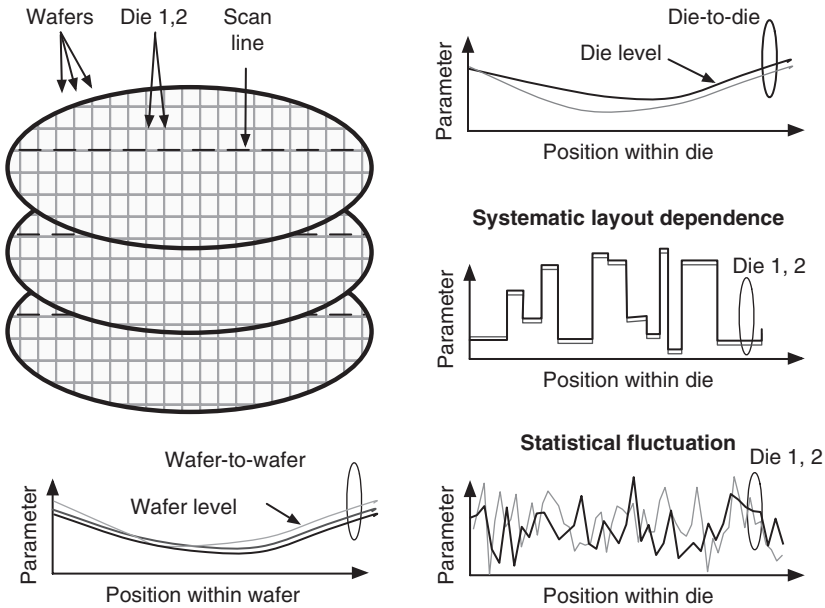 Wafers
Die 1,2
Scan
line
Die-to-die
Die level
Parameter
Position within die
Systematic layout dependence
Die 1, 2
Parameter
Position within die
Wafer-to-wafer
Wafer level
Parameter
Position within wafer
Statistical fluctuation
Die 1, 2
Parameter
Position within die